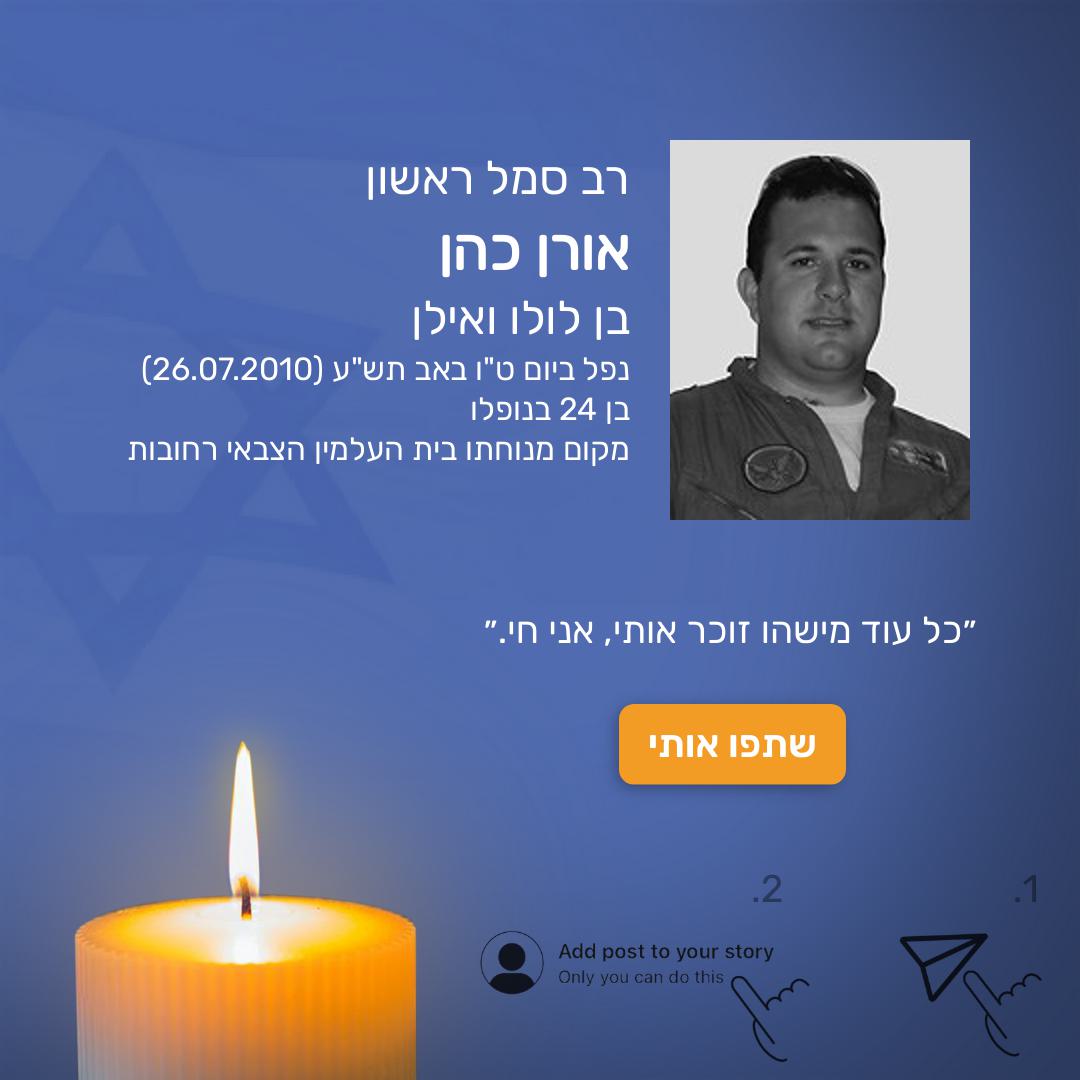 רב סמל ראשון
אורן כהן
בן לולו ואילן
נפל ביום ט"ו באב תש"ע (26.07.2010)
בן 24 בנופלו
מקום מנוחתו בית העלמין הצבאי רחובות
״כל עוד מישהו זוכר אותי, אני חי.״
שתפו אותי
1.
2.
Add post to your story
Only you can do this